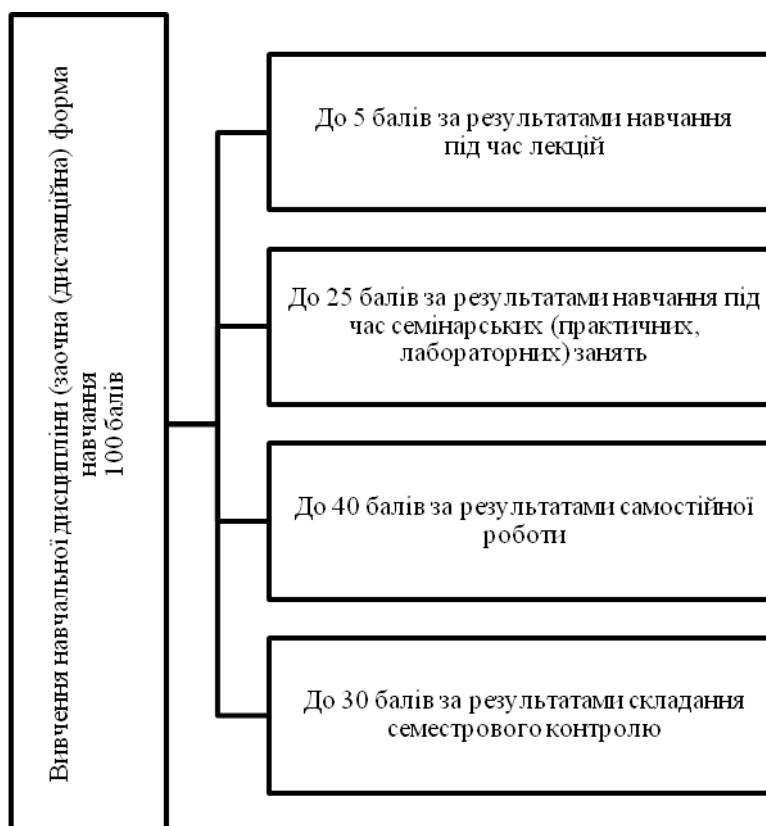 Вивчення навчальної дисципліни (заочна (дистанційна) форма
навчання
100 балів
До 5 балів за результатами навчання
під час лекцій
До 25 балів за результатами навчання під
час семінарських (практичних,
лабораторних) занять
До 40 балів за результатами самостійної
роботи
До 30 балів за результатами складання
семестрового контролю